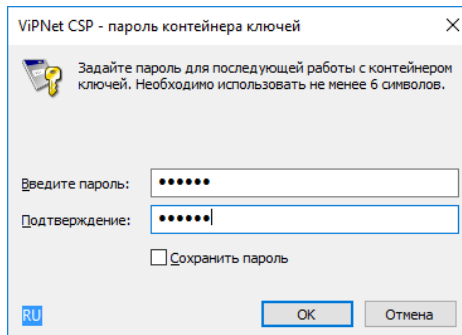 ViPNet CSP - пароль контейнера ключей
Задайте пароль для последующей работы с контейнером
ключей. Необходимо использовать не менее 6 символов.
Введите пароль: ••••••
Подтверждение: ••••••
Сохранить пароль
RU OK Отмена